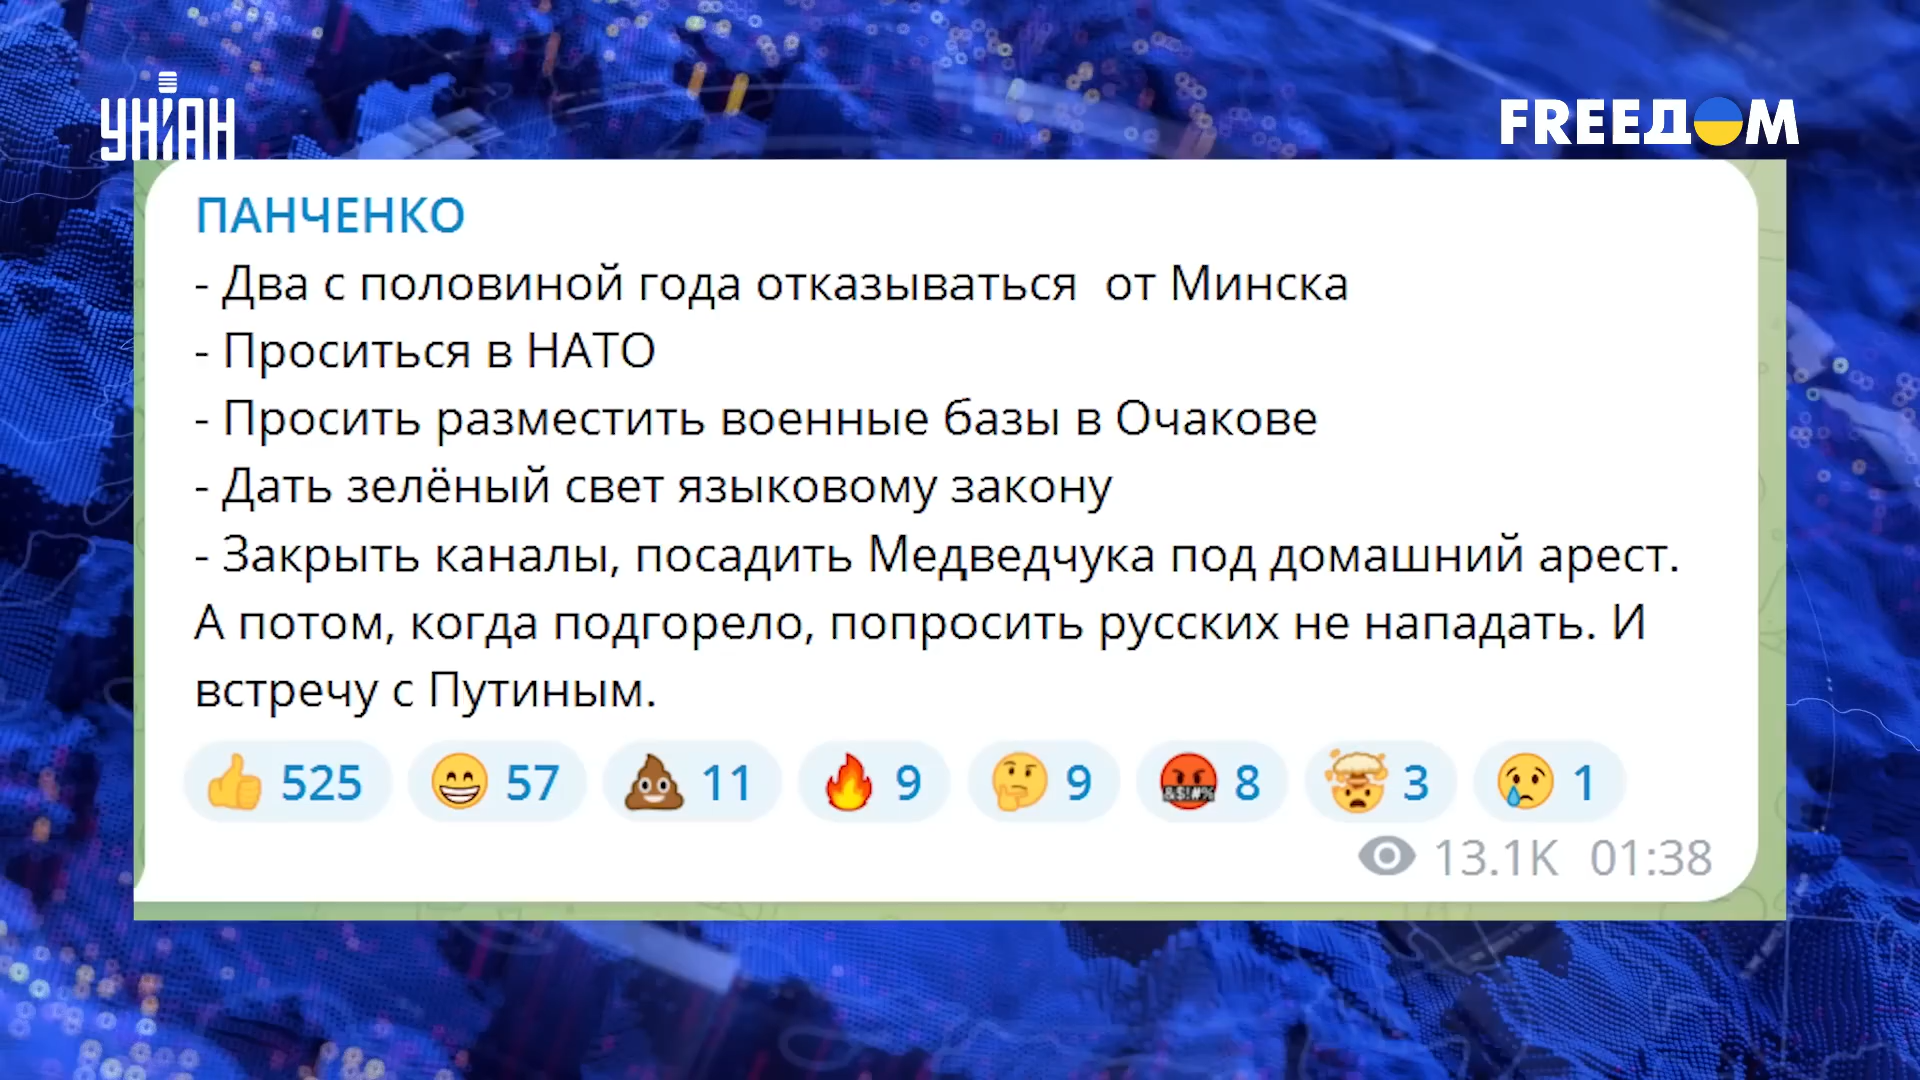 УНІАН
FREEДOM
ПАНЧЕНКО
- Два с половиной года отказываться  от Минска
- Проситься в НАТО
- Просить разместить военные базы в Очакове
- Дать зелёный свет языковому закону
- Закрыть каналы, посадить Медведчука под домашний арест.
А потом, когда подгорело, попросить русских не нападать. И
встречу с Путиным.
525 57 11 9 9 8 3 1
13.1K 01:38